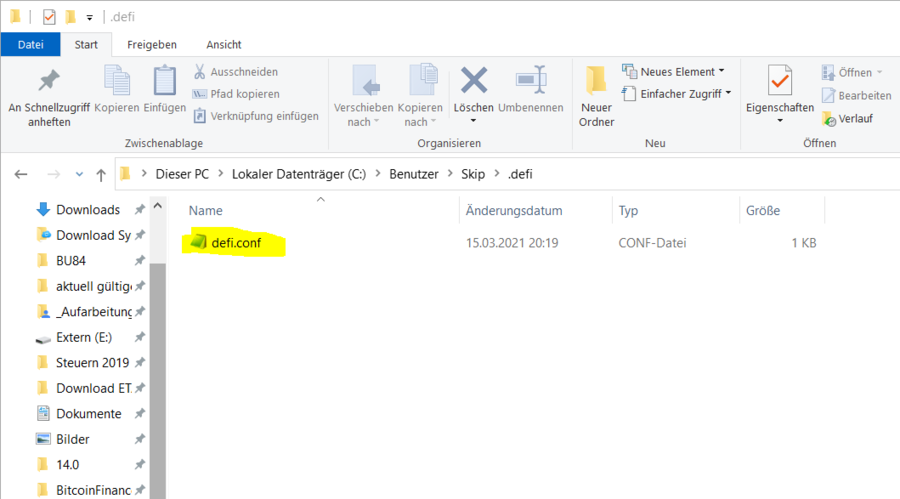 .defi
Datei Start Freigeben Ansicht
An Schnellzugriff anheften
Kopieren
Einfügen
Ausschneiden
Pfad kopieren
Verknüpfung einfügen
Zwischenablage
Verschieben nach
Kopieren nach
Löschen
Umbenennen
Organisieren
Neuer Ordner
Neues Element
Einfacher Zugriff
Neu
Eigenschaften
Öffnen
Bearbeiten
Verlauf
Öffnen
Dieser PC > Lokaler Datenträger (C:) > Benutzer > Skip > .defi
Name Änderungsdatum Typ Größe
defi.conf 15.03.2021 20:19 CONF-Datei 1 KB
Downloads
Download Sy
BU84
aktuell gültige
_Aufarbeitung
Extern (E:)
Steuern 2019
Download ET
Dokumente
Bilder
14.0
BitcoinFinanc